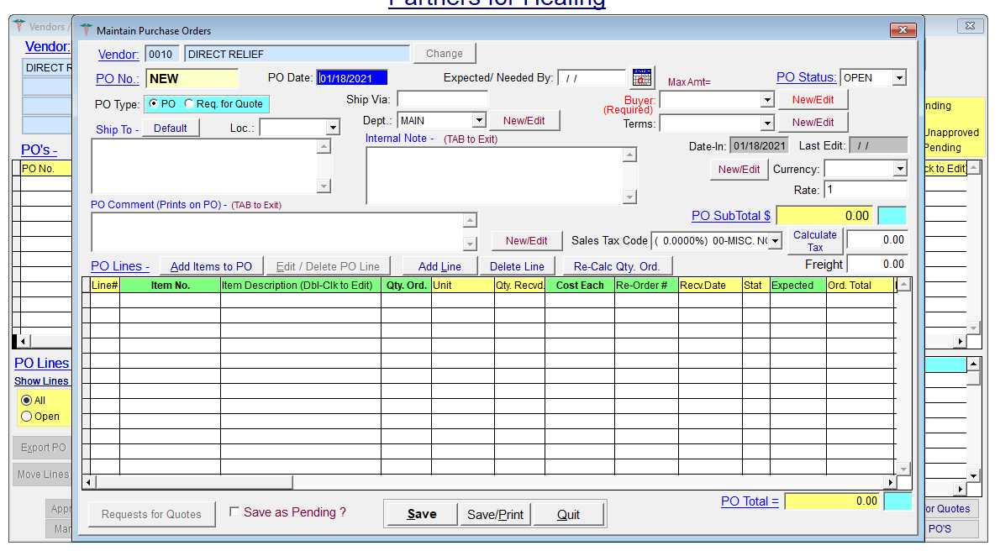 Partners for Healing
Vendors /
Maintain Purchase Orders
Vendor:
DIRECT R
Vendor: 0010 DIRECT RELIEF Change
PO No.: NEW PO Date: 01/18/2021 Expected/ Needed By: / / MaxAmt= PO Status: OPEN
PO Type: PO Req. for Quote Ship Via: Buyer: (Required) New/Edit
Ship To - Default Loc.: Dept.: MAIN New/Edit Terms: New/Edit
Internal Note - (TAB to Exit)
Date-In: 01/18/2021 Last Edit: / /
New/Edit Currency:
Rate: 1
PO Comment (Prints on PO) - (TAB to Exit)
PO SubTotal $ 0.00
New/Edit Sales Tax Code ( 0.0000%) 00-MISC. Calculate Tax 0.00
Freight 0.00
PO Lines - Add Items to PO Edit / Delete PO Line Add Line Delete Line Re-Calc Qty. Ord.
Line# Item No. Item Description (Dbl-Clk to Edit) Qty. Ord. Unit Qty. Recvd. Cost Each Re-Order # Recv.Date Stat Expected Ord. Total
PO Total = 0.00
Requests for Quotes Save as Pending ? Save Save/Print Quit
PO's -
PO No.
PO Lines
Show Lines
All
Open
Export PO
Move Lines
Appr
Mar
nding
Unapproved
Pending
ck to Edit)
or Quotes
PO'S